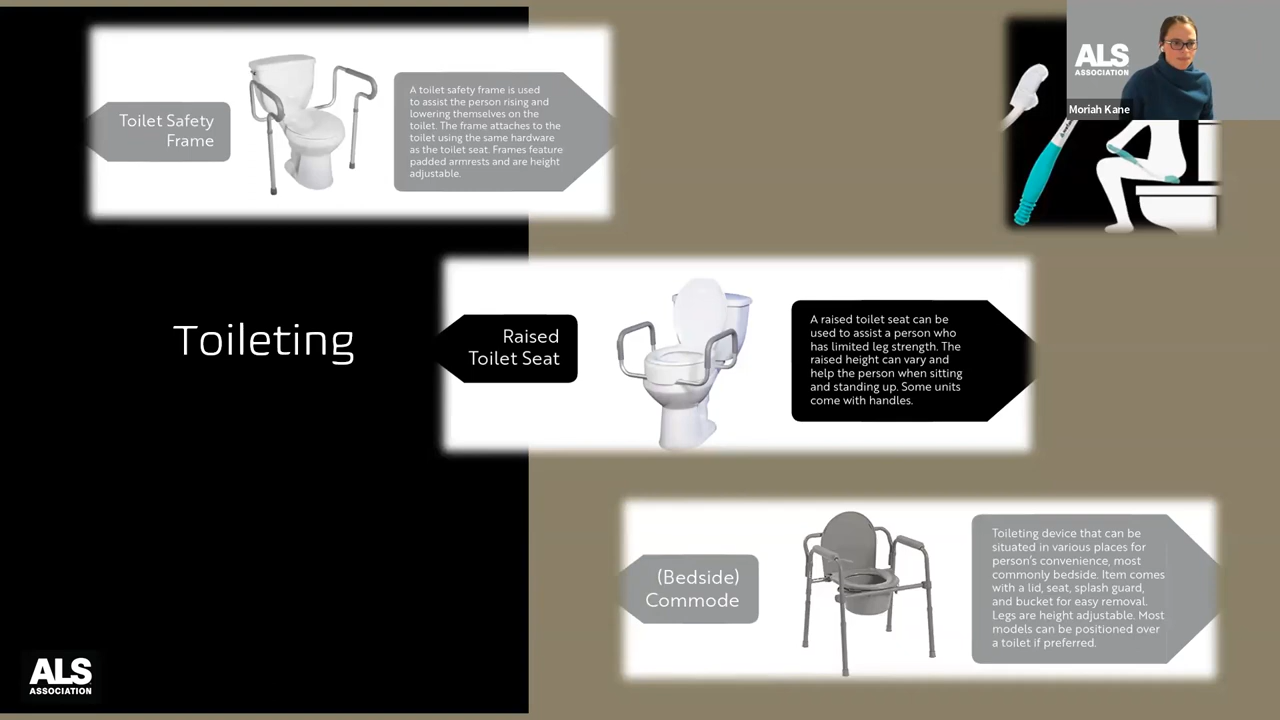 Toilet Safety
Frame
A toilet safety frame is used
to assist the person rising and
lowering themselves on the
toilet. The frame attaches to the
toilet using the same hardware
as the toilet seat. Frames feature
padded armrests and are height
adjustable.
ALS
ASSOCIATION
Moriah Kane
Toileting
Raised
Toilet Seat
A raised toilet seat can be
used to assist a person who
has limited leg strength. The
raised height can vary and
help the person when sitting
and standing up. Some units
come with handles.
(Bedside)
Commode
Toileting device that can be
situated in various places for
person's convenience, most
commonly bedside. Item comes
with a lid, seat, splash guard,
and bucket for easy removal.
Legs are height adjustable. Most
models can be positioned over
a toilet if preferred.
ALS
ASSOCIATION